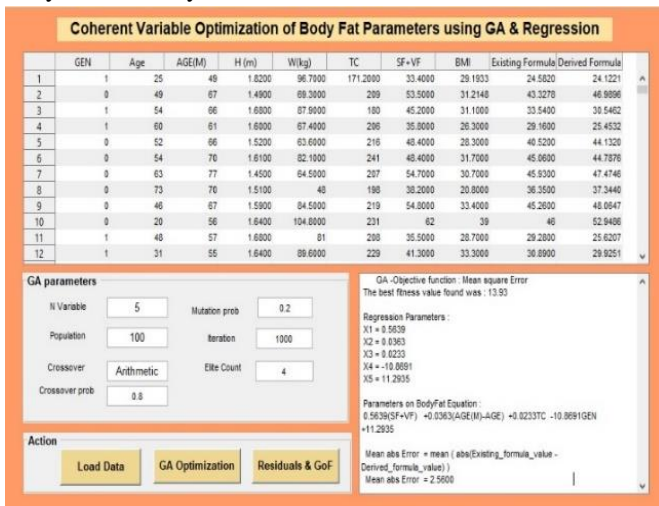 Coherent Variable Optimization of Body Fat Parameters using GA & Regression
GEN Age AGE(M) H (m) W(kg) TC SF+VF BMI Existing Formula Derived Formula
1 1 25 49 1.8200 96.7000 171.2000 33.4000 29.1933 24.5820 24.1221
2 0 49 67 1.4900 69.3000 209 53.5000 31.2148 43.3278 46.9896
3 1 54 66 1.6800 87.9000 180 45.2000 31.1000 33.5400 30.5462
4 1 60 61 1.6000 67.4000 206 35.8000 26.3000 29.1600 25.4532
5 0 52 66 1.5200 63.6000 216 48.4000 28.3000 40.5200 44.1320
6 0 54 70 1.6100 82.1000 241 48.4000 31.7000 45.0600 44.7876
7 0 63 77 1.4500 64.5000 207 54.7000 30.7000 45.9300 47.4746
8 0 73 70 1.5100 48 198 38.2000 20.8000 36.3500 37.3440
9 0 46 67 1.5900 84.5000 219 54.8000 33.4000 45.2600 48.0647
10 0 20 56 1.6400 104.8000 231 62 39 46 52.9486
11 1 48 57 1.6800 81 208 35.5000 28.7000 29.2800 25.6207
12 1 31 55 1.6400 89.6000 229 41.3000 33.3000 30.8900 29.9251
GA parameters
N Variable 5 Mutation prob 0.2
Population 100 Iteration 1000
Crossover Arithmetic Elite Count 4
Crossover prob 0.8
Action
Load Data GA Optimization Residuals & GoF
GA -Objective function : Mean square Error
The best fitness value found was : 13.93
Regression Parameters :
X1 = 0.5639
X2 = 0.0363
X3 = 0.0233
X4 = -10.8691
X5 = 11.2935
Parameters on BodyFat Equation :
0.5639(SF+VF) +0.0363(AGE(M)-AGE) +0.0233TC -10.8691GEN
+11.2935
Mean abs Error = mean ( abs(Existing_formula_value -
Derived_formula_value) )
Mean abs Error = 2.5600